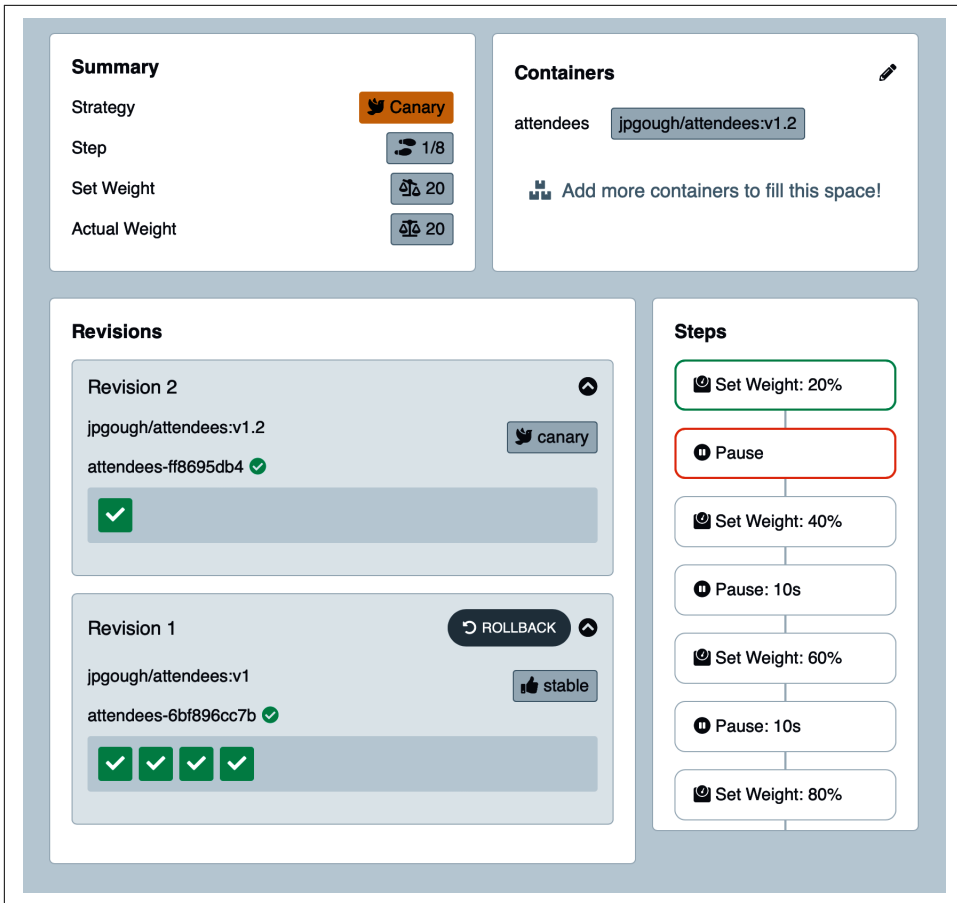 Summary
Strategy Canary
Step 1/8
Set Weight 20
Actual Weight 20
Containers
attendees jpgough/attendees:v1.2
Add more containers to fill this space!
Revisions
Revision 2
jpgough/attendees:v1.2
canary
attendees-ff8695db4
Revision 1 ROLLBACK
jpgough/attendees:v1
stable
attendees-6bf896cc7b
Steps
Set Weight: 20%
Pause
Set Weight: 40%
Pause: 10s
Set Weight: 60%
Pause: 10s
Set Weight: 80%